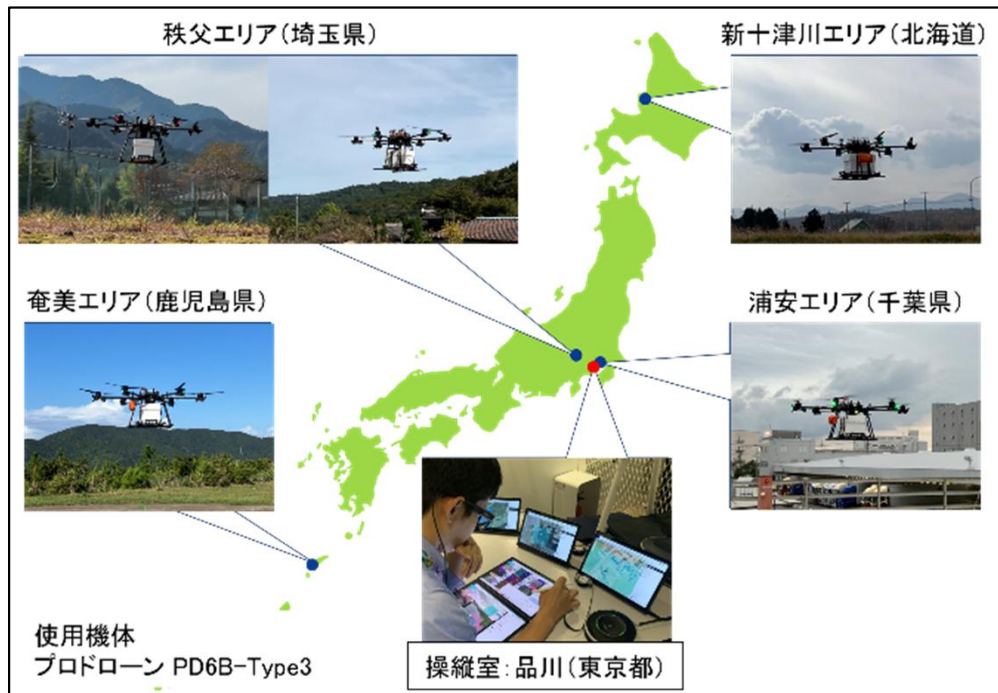 秩父エリア(埼玉県)
新十津川エリア(北海道)
奄美エリア(鹿児島県)
浦安エリア(千葉県)
使用機体
プロドローン PD6B-Type3
操縦室:品川(東京都)